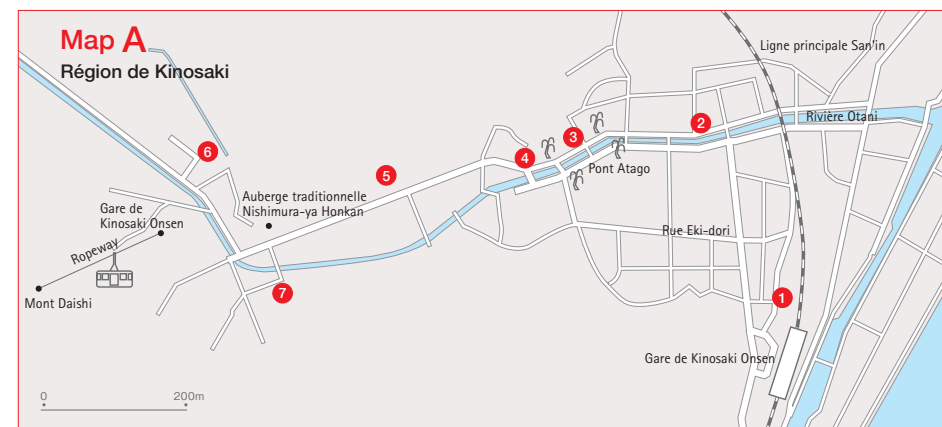 Map A
Région de Kinosaki
Ligne principale San'in
Rivière Otani
2
3
6
4
Pont Atago
5
Auberge traditionnelle
Nishimura-ya Honkan
Gare de
Kinosaki Onsen
Rue Eki-dori
Ropeway
Mont Daishi
7
1
Gare de Kinosaki Onsen
0
200m